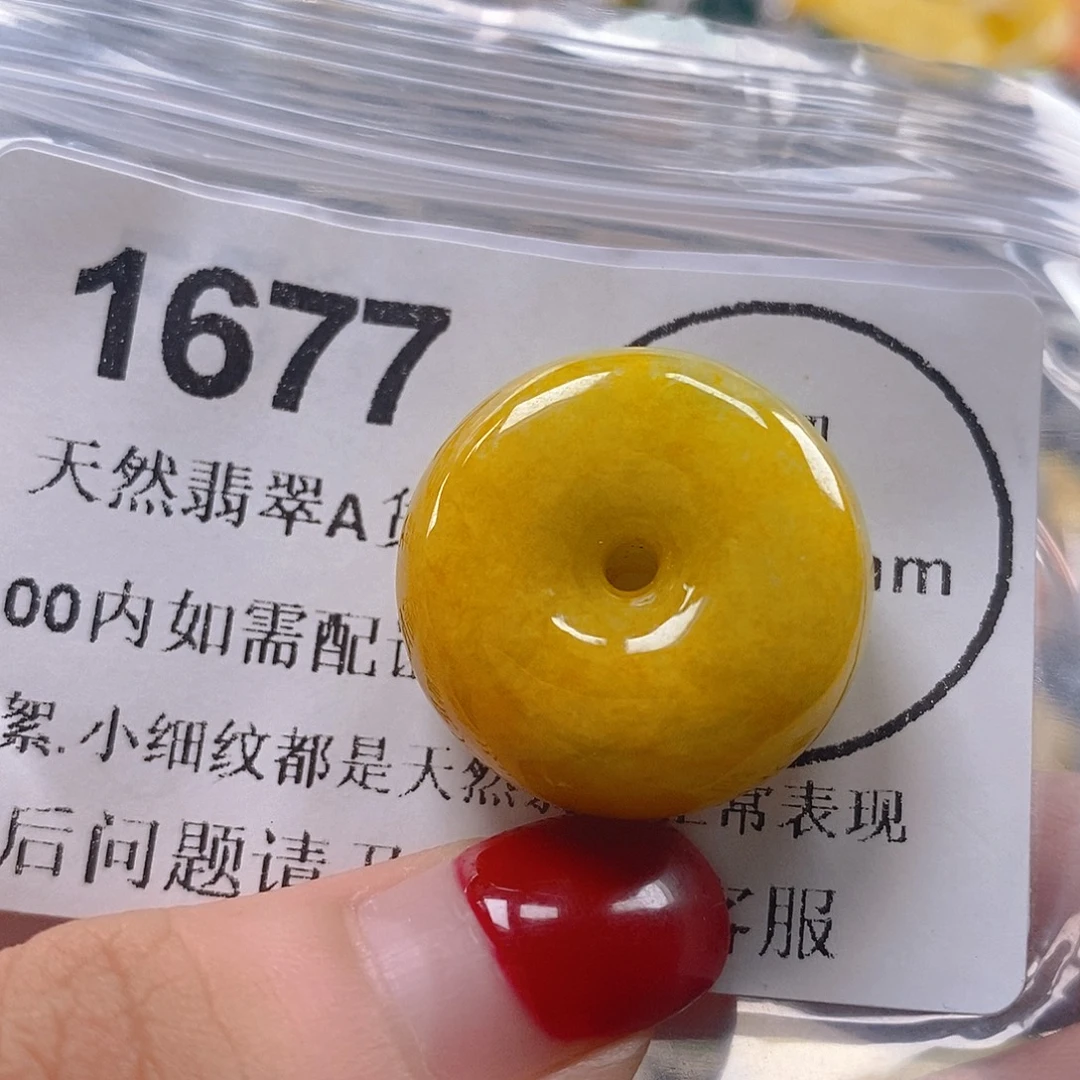 1677
天然翡翠A
mm
00内如需配
絮.小细纹都是天然 常表现
后问题请
服